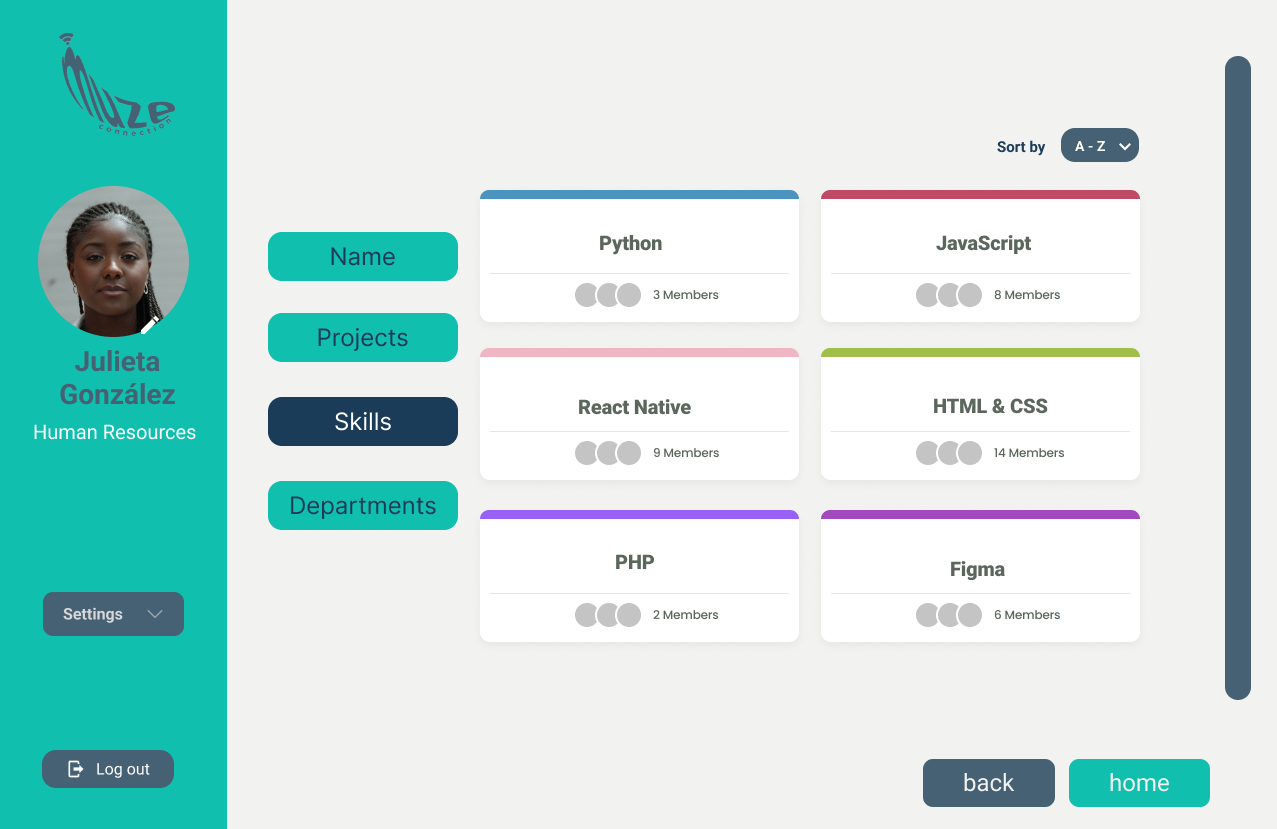 muze
connection
Julieta
González
Human Resources
Settings
Log out
Name
Projects
Skills
Departments
Sort by
A - Z
Python
3 Members
JavaScript
8 Members
React Native
9 Members
HTML & CSS
14 Members
PHP
2 Members
Figma
6 Members
back
home